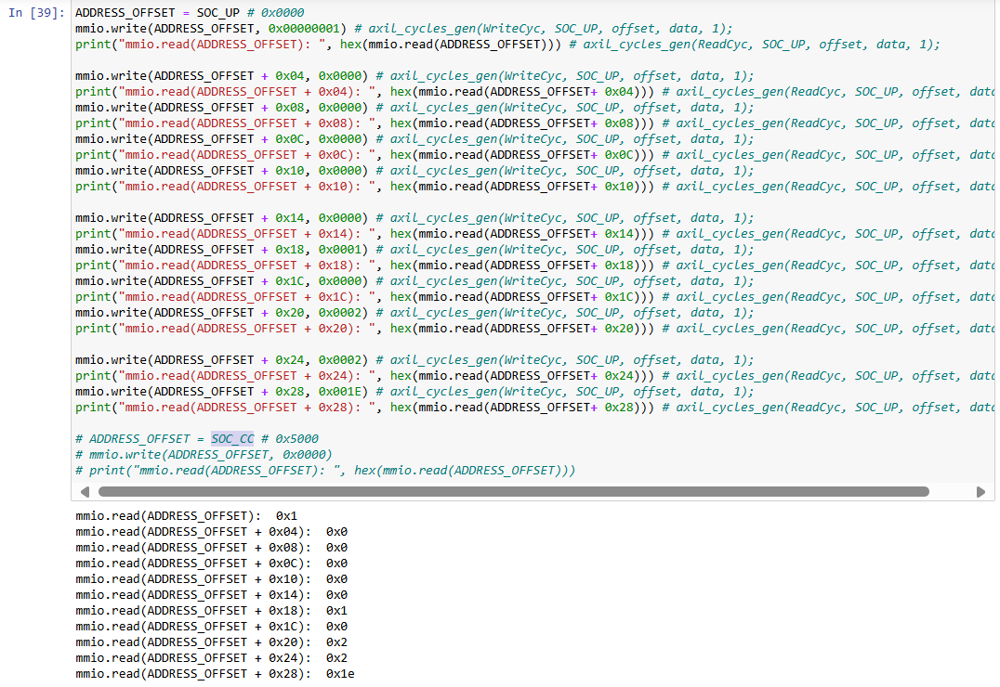 In [39]: ADDRESS_OFFSET = SOC_UP # 0x0000
mmio.write(ADDRESS_OFFSET, 0x00000001) # axil_cycles_gen(WriteCyc, SOC_UP, offset, data, 1);
print("mmio.read(ADDRESS_OFFSET): ", hex(mmio.read(ADDRESS_OFFSET))) # axil_cycles_gen(ReadCyc, SOC_UP, offset, data, 1);
mmio.write(ADDRESS_OFFSET + 0x04, 0x0000) # axil_cycles_gen(WriteCyc, SOC_UP, offset, data, 1);
print("mmio.read(ADDRESS_OFFSET + 0x04): ", hex(mmio.read(ADDRESS_OFFSET+ 0x04))) # axil_cycles_gen(ReadCyc, SOC_UP, offset, data
mmio.write(ADDRESS_OFFSET + 0x08, 0x0000) # axil_cycles_gen(WriteCyc, SOC_UP, offset, data, 1);
print("mmio.read(ADDRESS_OFFSET + 0x08): ", hex(mmio.read(ADDRESS_OFFSET+ 0x08))) # axil_cycles_gen(ReadCyc, SOC_UP, offset, data
mmio.write(ADDRESS_OFFSET + 0x0C, 0x0000) # axil_cycles_gen(WriteCyc, SOC_UP, offset, data, 1);
print("mmio.read(ADDRESS_OFFSET + 0x0C): ", hex(mmio.read(ADDRESS_OFFSET+ 0x0C))) # axil_cycles_gen(ReadCyc, SOC_UP, offset, data
mmio.write(ADDRESS_OFFSET + 0x10, 0x0000) # axil_cycles_gen(WriteCyc, SOC_UP, offset, data, 1);
print("mmio.read(ADDRESS_OFFSET + 0x10): ", hex(mmio.read(ADDRESS_OFFSET+ 0x10))) # axil_cycles_gen(ReadCyc, SOC_UP, offset, data
mmio.write(ADDRESS_OFFSET + 0x14, 0x0000) # axil_cycles_gen(WriteCyc, SOC_UP, offset, data, 1);
print("mmio.read(ADDRESS_OFFSET + 0x14): ", hex(mmio.read(ADDRESS_OFFSET+ 0x14))) # axil_cycles_gen(ReadCyc, SOC_UP, offset, data
mmio.write(ADDRESS_OFFSET + 0x18, 0x0001) # axil_cycles_gen(WriteCyc, SOC_UP, offset, data, 1);
print("mmio.read(ADDRESS_OFFSET + 0x18): ", hex(mmio.read(ADDRESS_OFFSET+ 0x18))) # axil_cycles_gen(ReadCyc, SOC_UP, offset, data
mmio.write(ADDRESS_OFFSET + 0x1C, 0x0000) # axil_cycles_gen(WriteCyc, SOC_UP, offset, data, 1);
print("mmio.read(ADDRESS_OFFSET + 0x1C): ", hex(mmio.read(ADDRESS_OFFSET+ 0x1C))) # axil_cycles_gen(ReadCyc, SOC_UP, offset, data
mmio.write(ADDRESS_OFFSET + 0x20, 0x0002) # axil_cycles_gen(WriteCyc, SOC_UP, offset, data, 1);
print("mmio.read(ADDRESS_OFFSET + 0x20): ", hex(mmio.read(ADDRESS_OFFSET+ 0x20))) # axil_cycles_gen(ReadCyc, SOC_UP, offset, data
mmio.write(ADDRESS_OFFSET + 0x24, 0x0002) # axil_cycles_gen(WriteCyc, SOC_UP, offset, data, 1);
print("mmio.read(ADDRESS_OFFSET + 0x24): ", hex(mmio.read(ADDRESS_OFFSET+ 0x24))) # axil_cycles_gen(ReadCyc, SOC_UP, offset, data
mmio.write(ADDRESS_OFFSET + 0x28, 0x001E) # axil_cycles_gen(WriteCyc, SOC_UP, offset, data, 1);
print("mmio.read(ADDRESS_OFFSET + 0x28): ", hex(mmio.read(ADDRESS_OFFSET+ 0x28))) # axil_cycles_gen(ReadCyc, SOC_UP, offset, data
# ADDRESS_OFFSET = SOC_CC # 0x5000
# mmio.write(ADDRESS_OFFSET, 0x0000)
# print("mmio.read(ADDRESS_OFFSET): ", hex(mmio.read(ADDRESS_OFFSET)))
mmio.read(ADDRESS_OFFSET):  0x1
mmio.read(ADDRESS_OFFSET + 0x04):  0x0
mmio.read(ADDRESS_OFFSET + 0x08):  0x0
mmio.read(ADDRESS_OFFSET + 0x0C):  0x0
mmio.read(ADDRESS_OFFSET + 0x10):  0x0
mmio.read(ADDRESS_OFFSET + 0x14):  0x0
mmio.read(ADDRESS_OFFSET + 0x18):  0x1
mmio.read(ADDRESS_OFFSET + 0x1C):  0x0
mmio.read(ADDRESS_OFFSET + 0x20):  0x2
mmio.read(ADDRESS_OFFSET + 0x24):  0x2
mmio.read(ADDRESS_OFFSET + 0x28):  0x1e